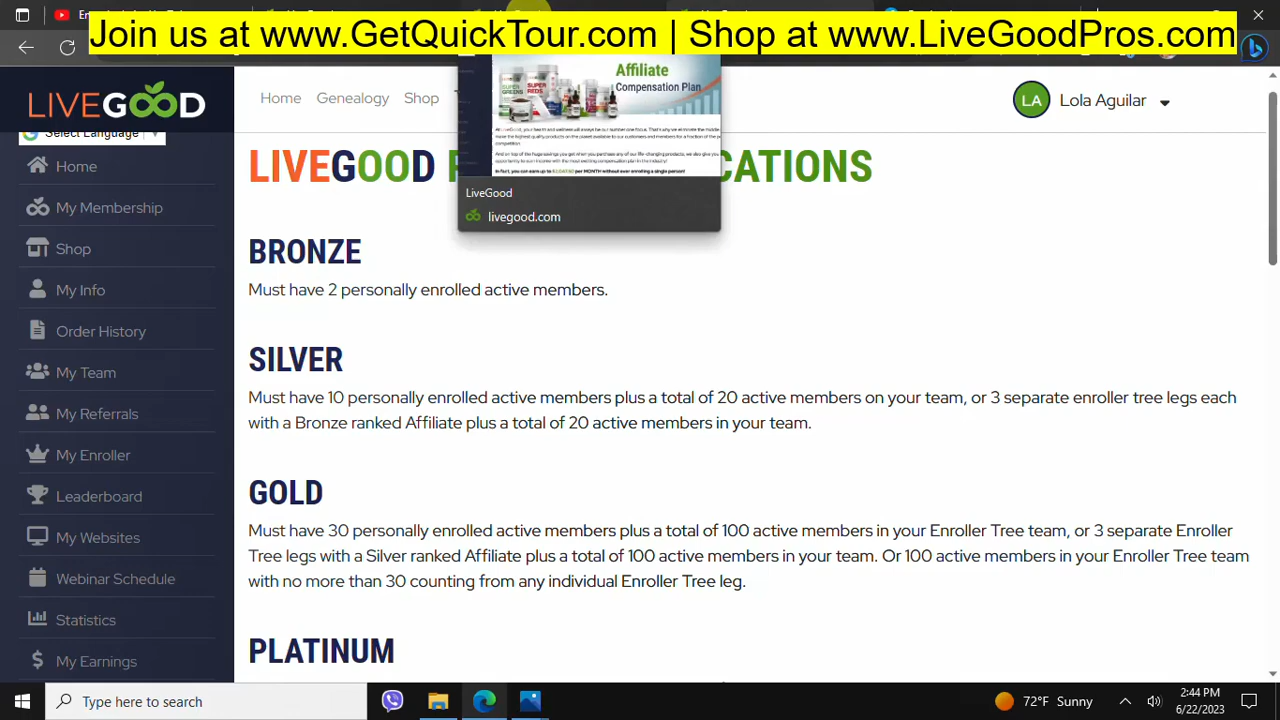 Join us at www.GetQuickTour.com | Shop at www.LiveGoodPros.com
LIVEGOOD
Home
Genealogy
Shop
LA
Lola Aguilar
Affiliate
Compensation Plan
LiveGood
livegood.com
Select Language
Home
My Membership
Shop
My Info
Order History
My Team
My Referrals
My Enroller
Leaderboard
My Websites
Webinar Schedule
Statistics
My Earnings
LIVEGOOD
CATIONS
BRONZE
Must have 2 personally enrolled active members.
SILVER
Must have 10 personally enrolled active members plus a total of 20 active members on your team, or 3 separate enroller tree legs each
with a Bronze ranked Affiliate plus a total of 20 active members in your team.
GOLD
Must have 30 personally enrolled active members plus a total of 100 active members in your Enroller Tree team, or 3 separate Enroller
Tree legs with a Silver ranked Affiliate plus a total of 100 active members in your team. Or 100 active members in your Enroller Tree team
with no more than 30 counting from any individual Enroller Tree leg.
PLATINUM
Type here to search
72°F Sunny
2:44 PM
6/22/2023